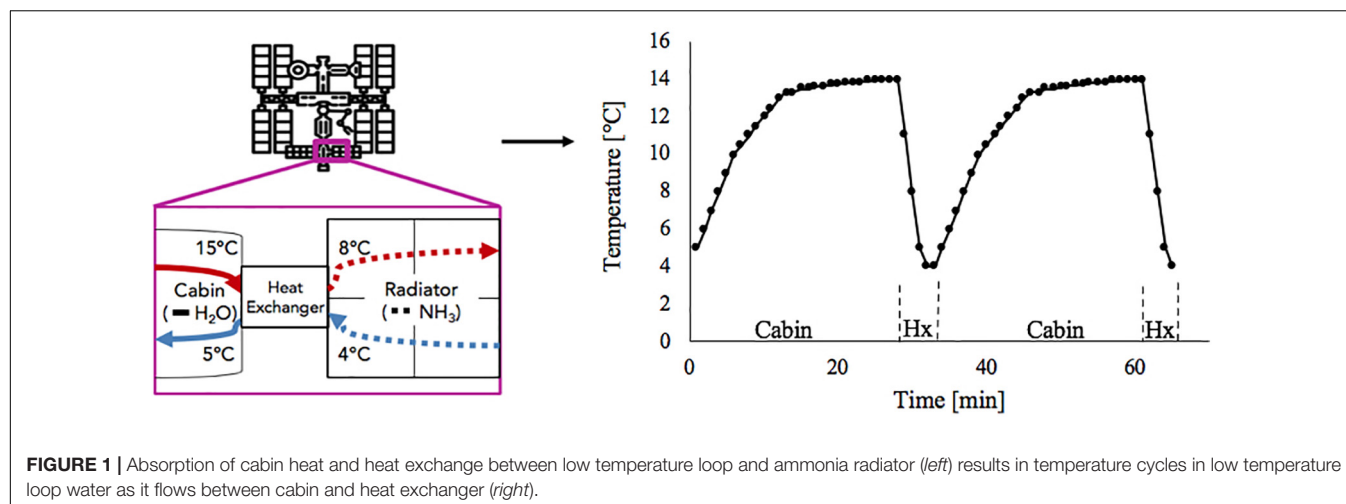 15°C
8°C
Cabin
(━ H₂O)
Heat
Exchanger
Radiator
(▪▪▪ NH₃)
5°C
4°C
Temperature [°C]
16
14
12
10
8
6
4
2
0
Cabin
Hx
Cabin
Hx
0
20
40
60
Time [min]
FIGURE 1 | Absorption of cabin heat and heat exchange between low temperature loop and ammonia radiator (left) results in temperature cycles in low temperature
loop water as it flows between cabin and heat exchanger (right).